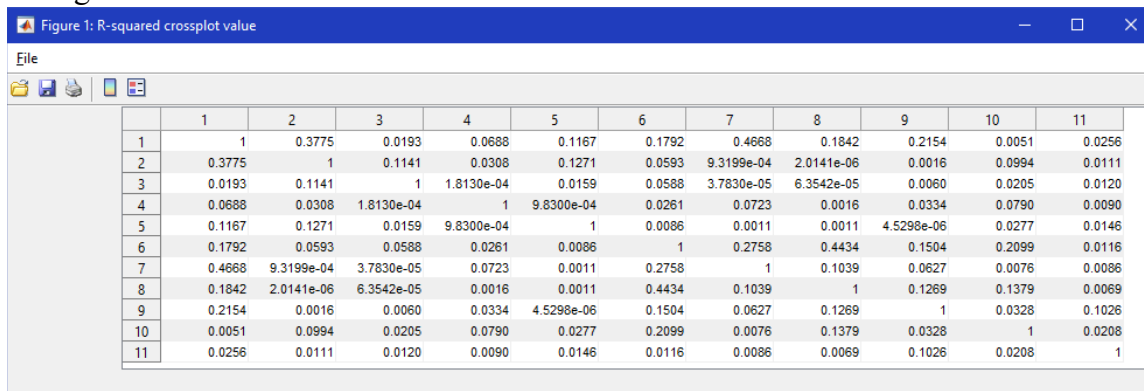 Figure 1: R-squared crossplot value
File
1 2 3 4 5 6 7 8 9 10 11
1 1 0.3775 0.0193 0.0688 0.1167 0.1792 0.4668 0.1842 0.2154 0.0051 0.0256
2 0.3775 1 0.1141 0.0308 0.1271 0.0593 9.3199e-04 2.0141e-06 0.0016 0.0994 0.0111
3 0.0193 0.1141 1 1.8130e-04 0.0159 0.0588 3.7830e-05 6.3542e-05 0.0060 0.0205 0.0120
4 0.0688 0.0308 1.8130e-04 1 9.8300e-04 0.0261 0.0723 0.0016 0.0334 0.0790 0.0090
5 0.1167 0.1271 0.0159 9.8300e-04 1 0.0086 0.0011 0.0011 4.5298e-06 0.0277 0.0146
6 0.1792 0.0593 0.0588 0.0261 0.0086 1 0.2758 0.4434 0.1504 0.2099 0.0116
7 0.4668 9.3199e-04 3.7830e-05 0.0723 0.0011 0.2758 1 0.1039 0.0627 0.0076 0.0086
8 0.1842 2.0141e-06 6.3542e-05 0.0016 0.0011 0.4434 0.1039 1 0.1269 0.1379 0.0069
9 0.2154 0.0016 0.0060 0.0334 4.5298e-06 0.1504 0.0627 0.1269 1 0.0328 0.1026
10 0.0051 0.0994 0.0205 0.0790 0.0277 0.2099 0.0076 0.1379 0.0328 1 0.0208
11 0.0256 0.0111 0.0120 0.0090 0.0146 0.0116 0.0086 0.0069 0.1026 0.0208 1